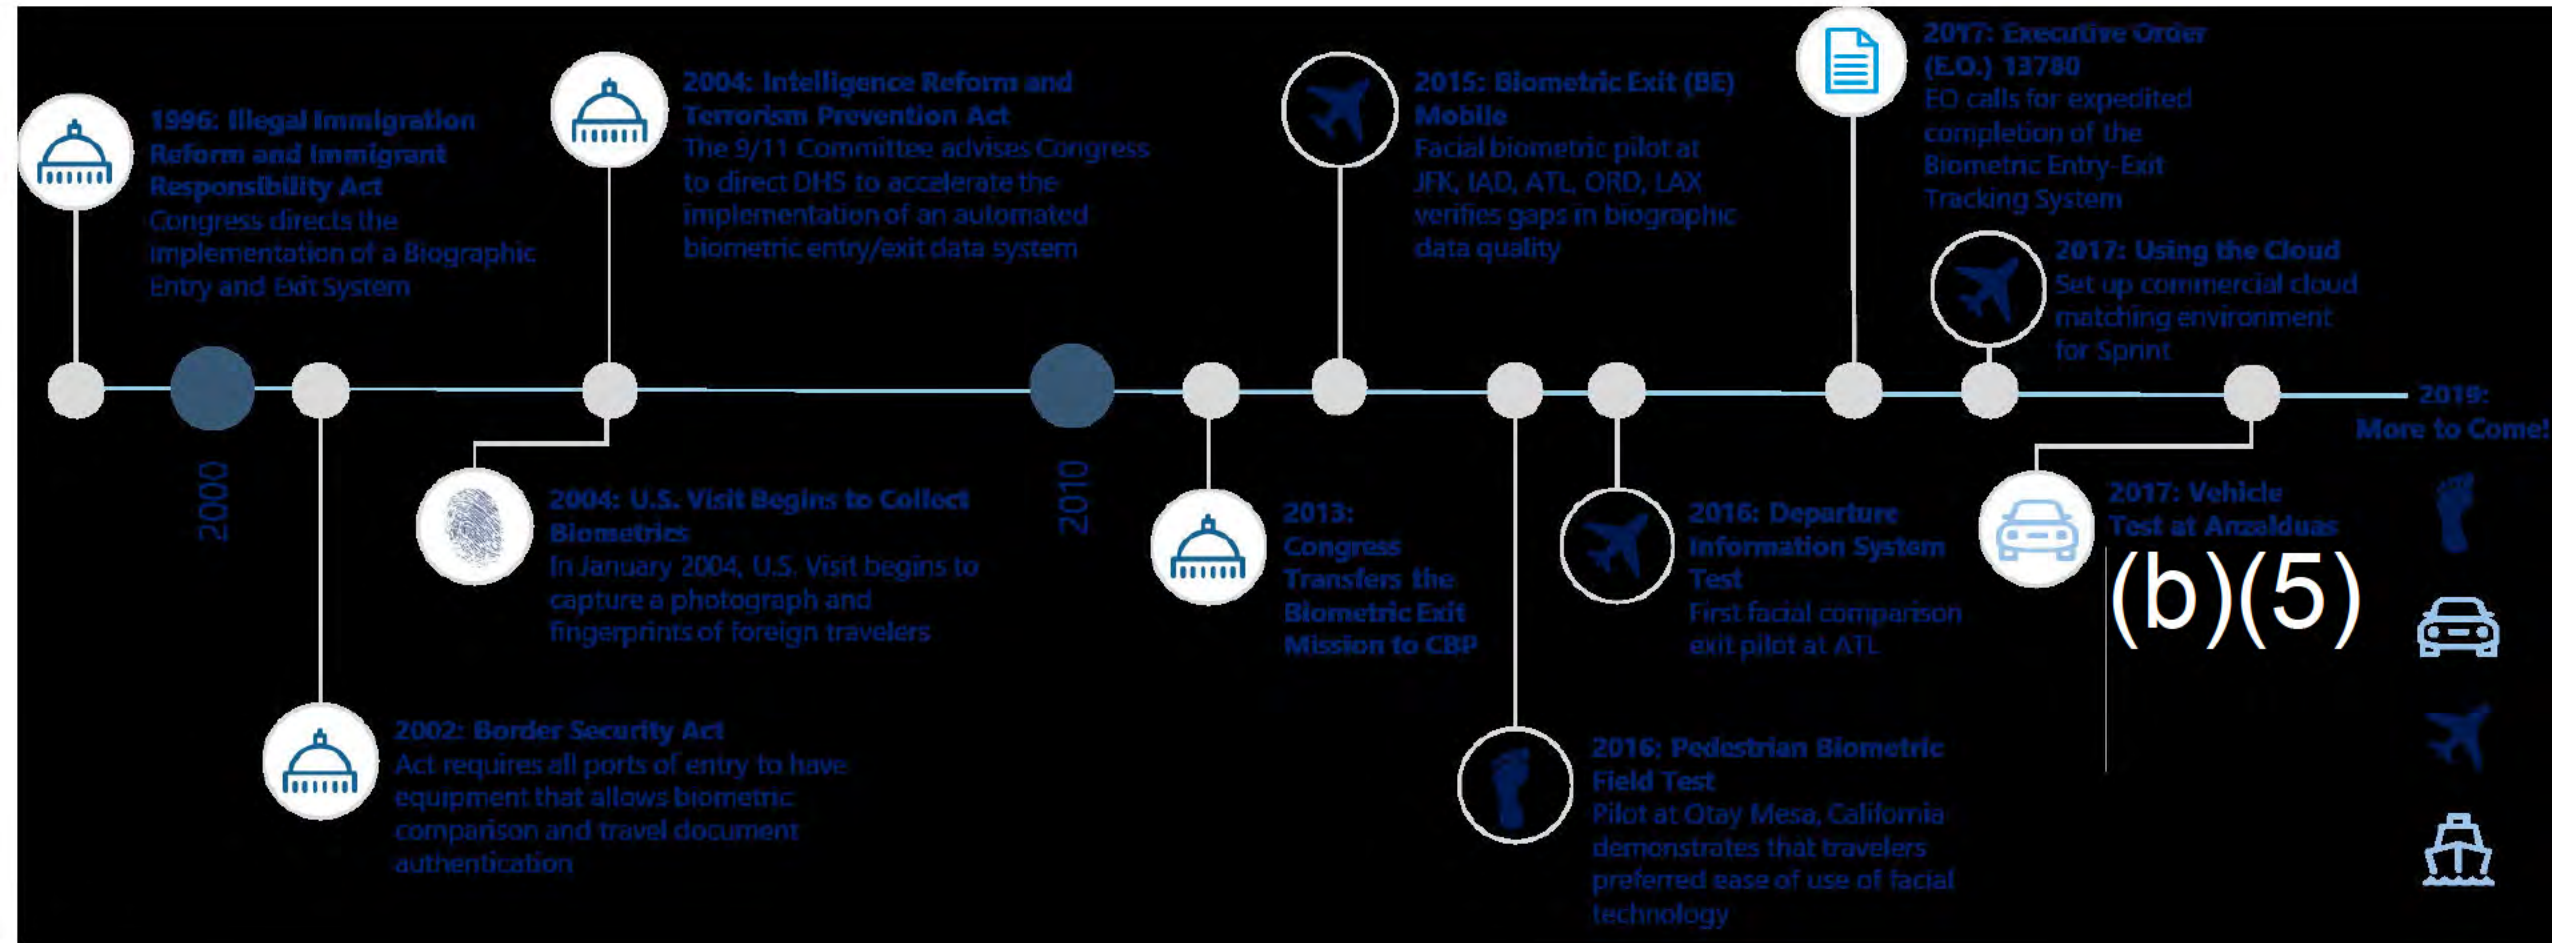 1996: Illegal Immigration
Reform and Immigrant
Responsibility Act
Congress directs the
implementation of a Biographic
Entry and Exit System
2000
2002: Border Security Act
Act requires all ports of entry to have
equipment that allows biometric
comparison and travel document
authentication
2004: Intelligence Reform and
Terrorism Prevention Act
The 9/11 Committee advises Congress
to direct DHS to accelerate the
implementation of an automated
biometric entry/exit data system
2004: U.S. Visit Begins to Collect
Biometrics
In January 2004, U.S. Visit begins to
capture a photograph and
fingerprints of foreign travelers
2010
2013:
Congress
Transfers the
Biometric Exit
Mission to CBP
2015: Biometric Exit (BE)
Mobile
Facial biometric pilot at
JFK, IAD, ATL, ORD, LAX
verifies gaps in biographic
data quality
2016: Pedestrian Biometric
Field Test
Pilot at Otay Mesa, California
demonstrates that travelers
preferred ease of use of facial
technology
2016: Departure
Information System
Test
First facial comparison
exit pilot at ATL
2017: Executive Order
(E.O.) 13780
EO calls for expedited
completion of the
Biometric Entry-Exit
Tracking System
2017: Using the Cloud
Set up commercial cloud
matching environment
for Sprint
2017: Vehicle
Test at Anzalduas
(b)(5)
2019:
More to Come!